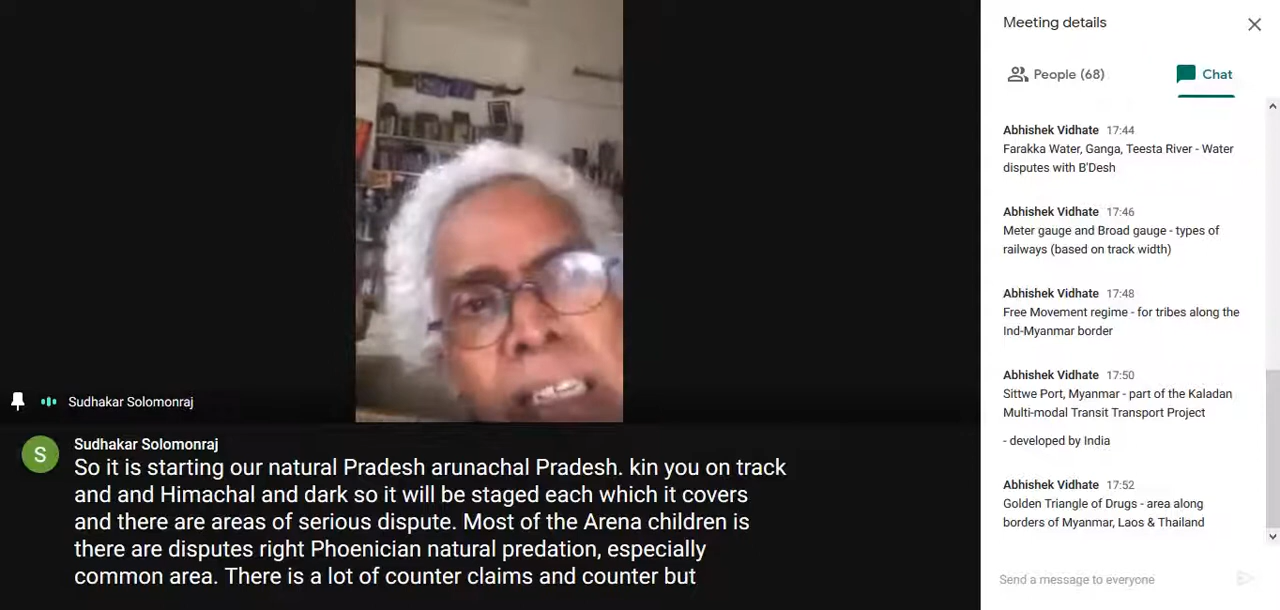 Meeting details
People (68)
Chat
Abhishek Vidhate 17:44
Farakka Water, Ganga, Teesta River - Water
disputes with B'Desh
Abhishek Vidhate 17:46
Meter gauge and Broad gauge - types of
railways (based on track width)
Abhishek Vidhate 17:48
Free Movement regime - for tribes along the
Ind-Myanmar border
Abhishek Vidhate 17:50
Sittwe Port, Myanmar - part of the Kaladan
Multi-modal Transit Transport Project
- developed by India
Abhishek Vidhate 17:52
Golden Triangle of Drugs - area along
borders of Myanmar, Laos & Thailand
Send a message to everyone
Sudhakar Solomonraj
S
Sudhakar Solomonraj
So it is starting our natural Pradesh arunachal Pradesh. kin you on track
and and Himachal and dark so it will be staged each which it covers
and there are areas of serious dispute. Most of the Arena children is
there are disputes right Phoenician natural predation, especially
common area. There is a lot of counter claims and counter but